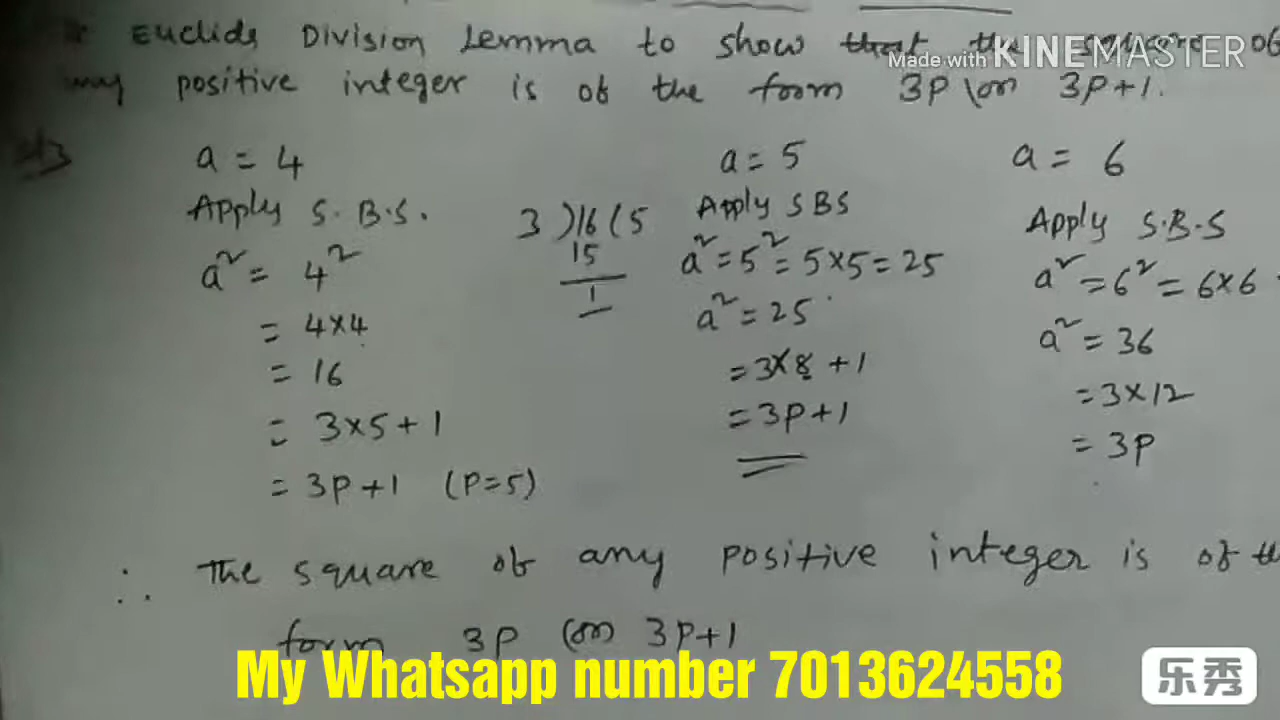 Euclids Division Lemma to show that the square of
Made with KINEMASTER
any positive integer is of the form 3P (or) 3P+1.
a = 4
Apply S.B.S.
a² = 4²
= 4×4
= 16
= 3×5+1
= 3P+1 (P=5)
3)16(5
15
1
a = 5
Apply SBS
a²=5²=5×5=25
a²=25
=3×8+1
=3P+1
a = 6
Apply S.B.S
a²=6²=6×6
a² = 36
=3×12
= 3P
∴ The square of any positive integer is of th
form 3P (or) 3P+1
My Whatsapp number 7013624558
乐秀